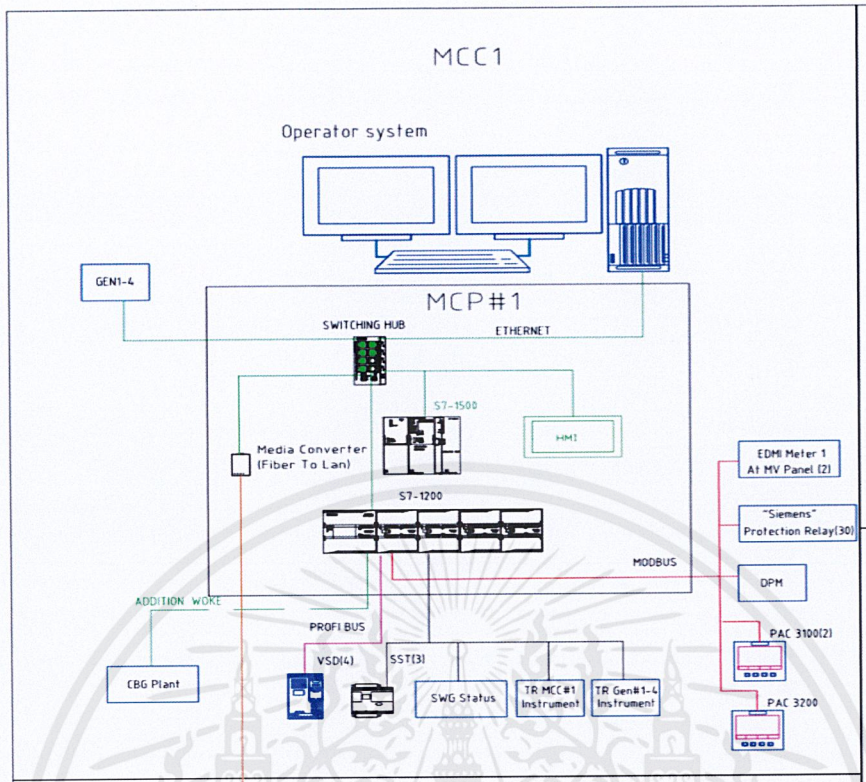 MCC1
Operator system
GEN1-4
MCP#1
SWITCHING HUB
ETHERNET
S7-1500
HMI
Media Converter
(Fiber To Lan)
EDMI Meter 1
At MV Panel (2)
S7-1200
"Siemens"
Protection Relay(30)
MODBUS
DPM
ADDITION WOKE
PROFIBUS
PAC 3100(2)
VSD(4)
SST(3)
CBG Plant
SWG Status
TR MCC#1
Instrument
TR Gen#1-4
Instrument
PAC 3200